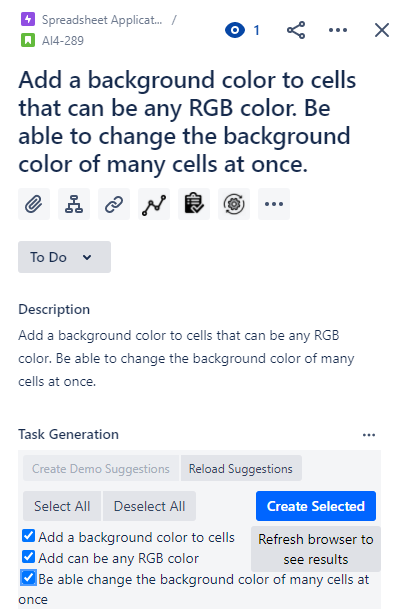 Spreadsheet Applicat... /
AI4-289
1
Add a background color to cells
that can be any RGB color. Be
able to change the background
color of many cells at once.
To Do
Description
Add a background color to cells that can be any RGB
color. Be able to change the background color of many
cells at once.
Task Generation
Create Demo Suggestions
Reload Suggestions
Select All
Deselect All
Create Selected
Add a background color to cells
Add can be any RGB color
Refresh browser to
see results
Be able change the background color of many cells at
once